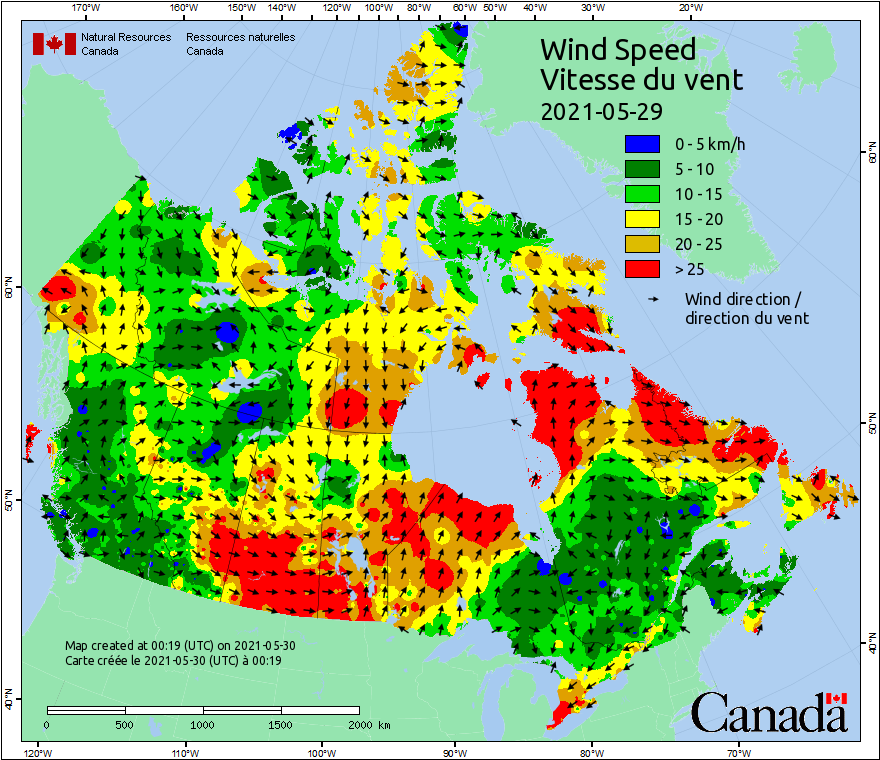 170°W 160°W 150°W 140°W 130°W 120°W 110°W 100°W 90°W 80°W 70°W 60°W 50°W 40°W 30°W 20°W
Natural Resources Canada
Ressources naturelles Canada
Wind Speed
Vitesse du vent
2021-05-29
0 - 5 km/h
5 - 10
10 - 15
15 - 20
20 - 25
> 25
Wind direction /
direction du vent
60°N
60°N
50°N
50°N
40°N
40°N
Map created at 00:19 (UTC) on 2021-05-30
Carte créée le 2021-05-30 (UTC) à 00:19
0 500 1000 1500 2000 km
Canada
120°W 110°W 100°W 90°W 80°W 70°W